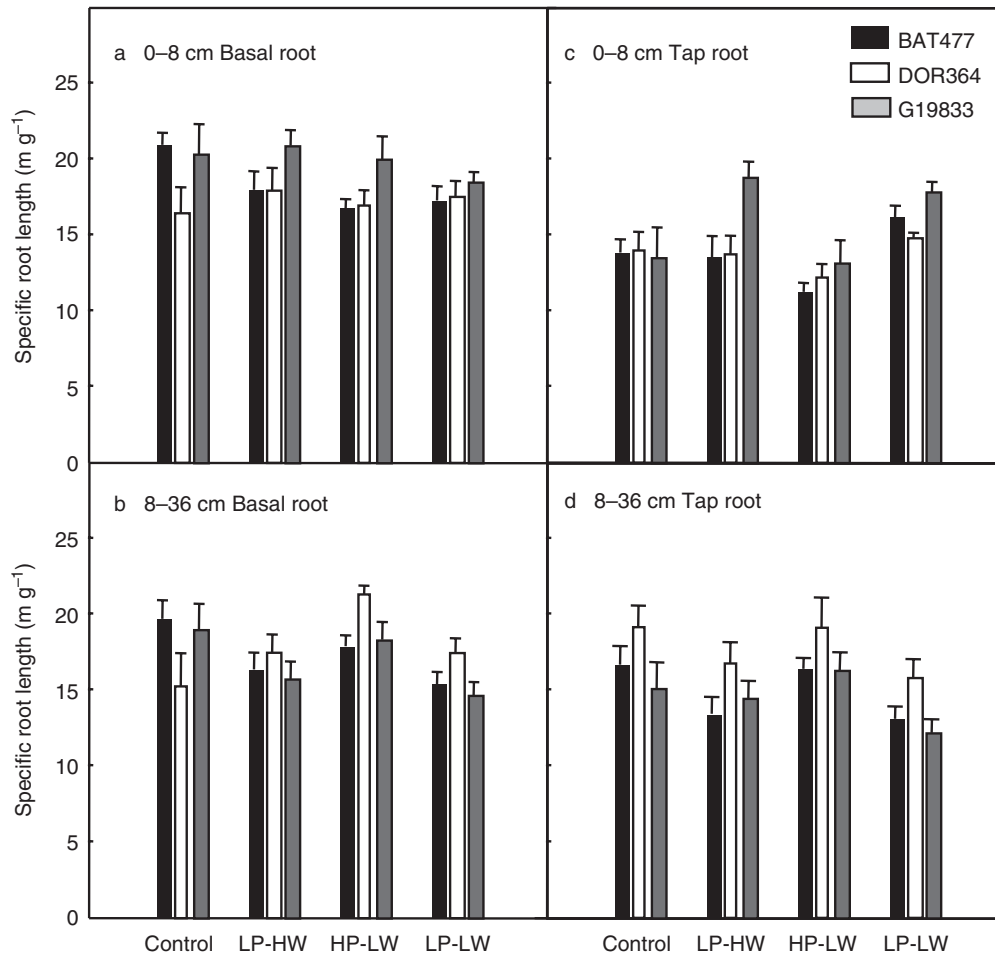 a 0–8 cm Basal root
c 0–8 cm Tap root
BAT477
DOR364
G19833
Specific root length (m g⁻¹)
25
20
15
10
5
0
b 8–36 cm Basal root
d 8–36 cm Tap root
Specific root length (m g⁻¹)
25
20
15
10
5
0
Control LP-HW HP-LW LP-LW Control LP-HW HP-LW LP-LW